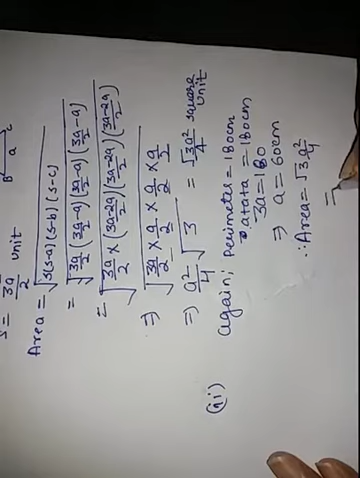 B a C
S = 3a/2 unit
Area = √s(s-a)(s-b)(s-c)
= √3a/2 (3a/2 - a)(3a/2 - a)(3a/2 - a)
= √3a/2 × (3a-2a/2)(3a-2a/2)(3a-2a/2)
⇒ √3a/2 × a/2 × a/2 × a/2
⇒ a²/4 √3 = √3a²/4 square unit
(ii) Again; Perimeter = 180cm
a+a+a = 180cm
3a = 180
⇒ a = 60cm
∴ Area = √3 a²/4
=